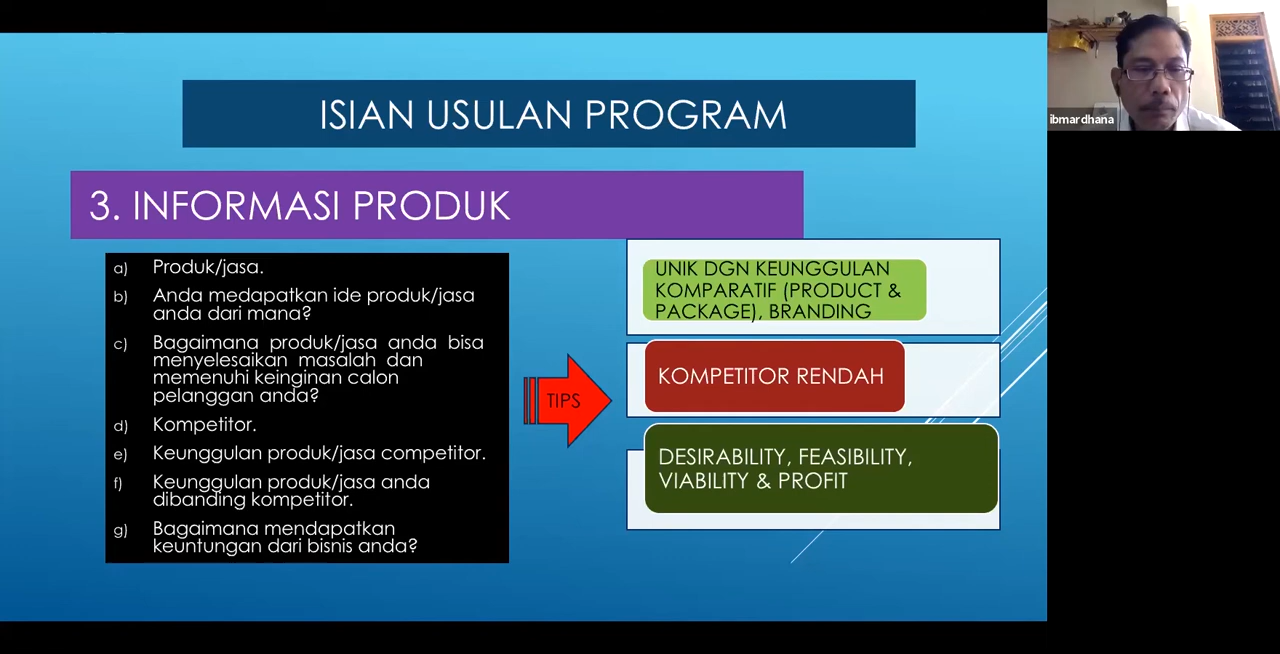 ISIAN USULAN PROGRAM
3. INFORMASI PRODUK
a) Produk/jasa.
b) Anda medapatkan ide produk/jasa
anda dari mana?
c) Bagaimana produk/jasa anda bisa
menyelesaikan masalah dan
memenuhi keinginan calon
pelanggan anda?
d) Kompetitor.
e) Keunggulan produk/jasa competitor.
f) Keunggulan produk/jasa anda
dibanding kompetitor.
g) Bagaimana mendapatkan
keuntungan dari bisnis anda?
TIPS
UNIK DGN KEUNGGULAN
KOMPARATIF (PRODUCT &
PACKAGE), BRANDING
KOMPETITOR RENDAH
DESIRABILITY, FEASIBILITY,
VIABILITY & PROFIT
ibmardhana